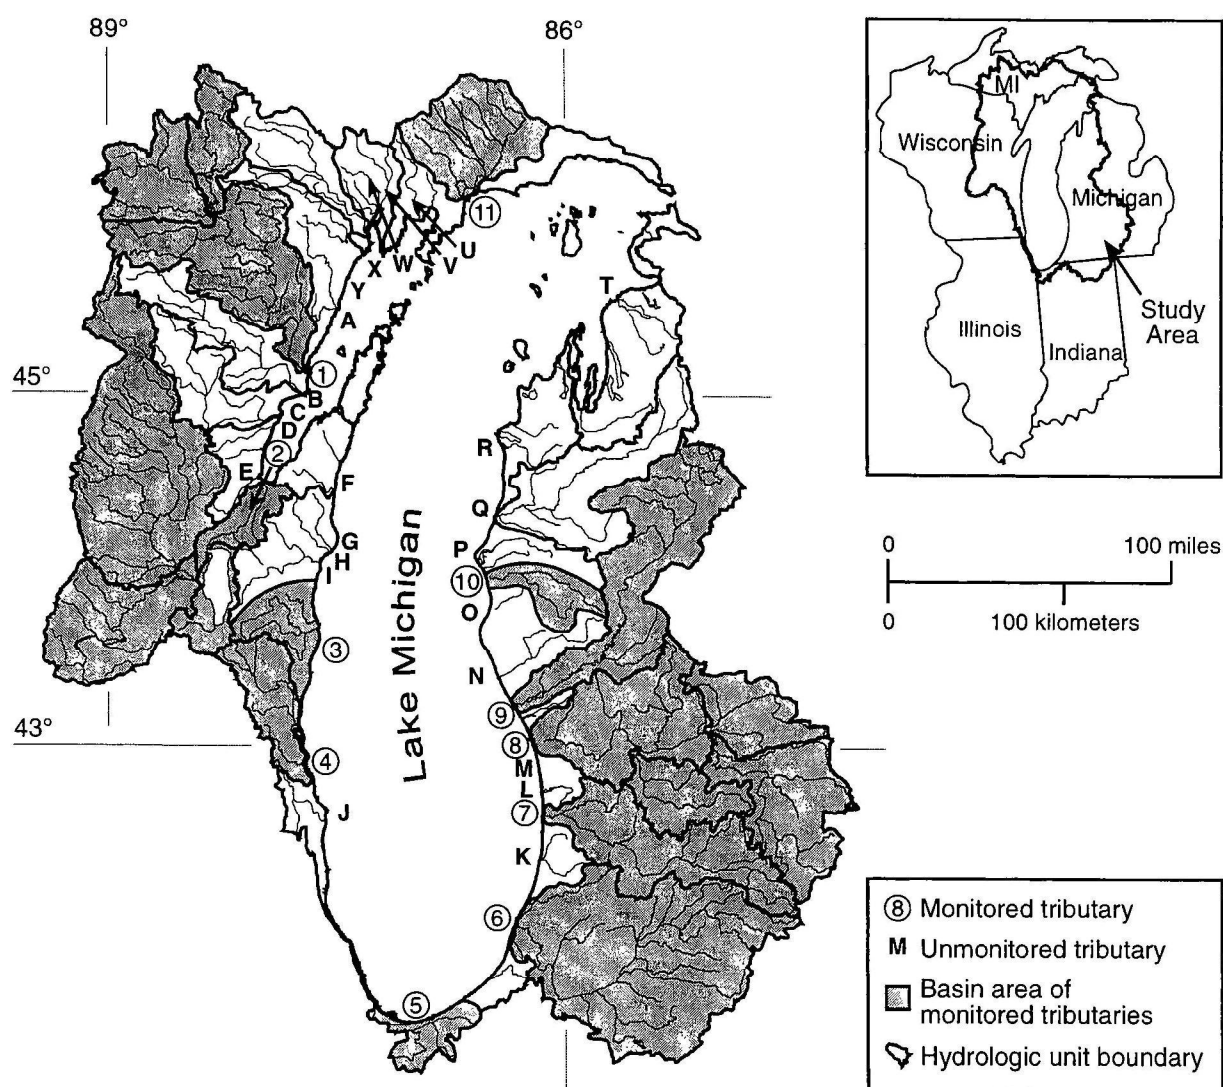 89°
86°
MI
Wisconsin
Michigan
Illinois
Indiana
Study
Area
11
U
X W V
Y
T
A
45°
1
B
C
D
2
R
E
F
Q
G
H
P
I
10
O
Lake Michigan
3
N
43°
9
8
4
M
L
J
7
K
6
5
0 100 miles
0 100 kilometers
8 Monitored tributary
M Unmonitored tributary
Basin area of
monitored tributaries
Hydrologic unit boundary